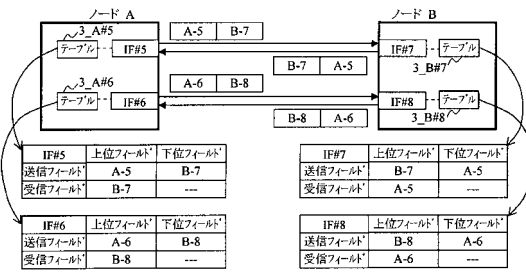 ノード A
ノード B
3_A#5
テーブル
IF#5
A-5 B-7
B-7 A-5
IF#7
テーブル
3_B#7
3_A#6
テーブル
IF#6
A-6 B-8
B-8 A-6
IF#8
テーブル
3_B#8
IF#5 上位フィールド 下位フィールド
送信フィールド A-5 B-7
受信フィールド B-7 ---
IF#7 上位フィールド 下位フィールド
送信フィールド B-7 A-5
受信フィールド A-5 ---
IF#6 上位フィールド 下位フィールド
送信フィールド A-6 B-8
受信フィールド B-8 ---
IF#8 上位フィールド 下位フィールド
送信フィールド B-8 A-6
受信フィールド A-6 ---